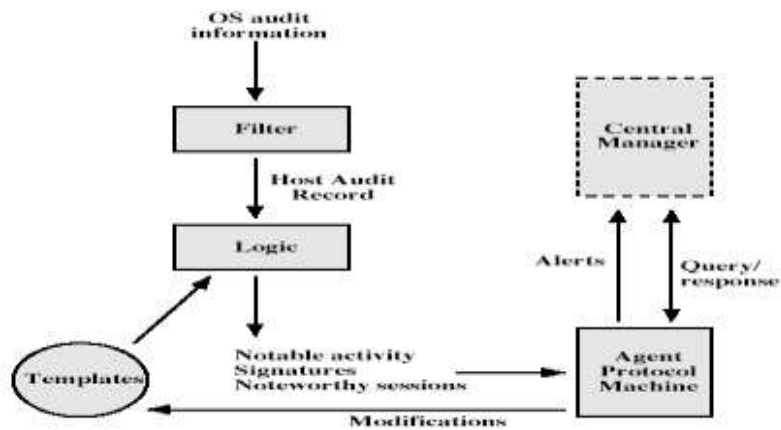 OS audit
information
Filter
Central
Manager
Host Audit
Record
Logic
Alerts
Query/
response
Notable activity
Signatures
Noteworthy sessions
Agent
Protocol
Machine
Templates
Modifications